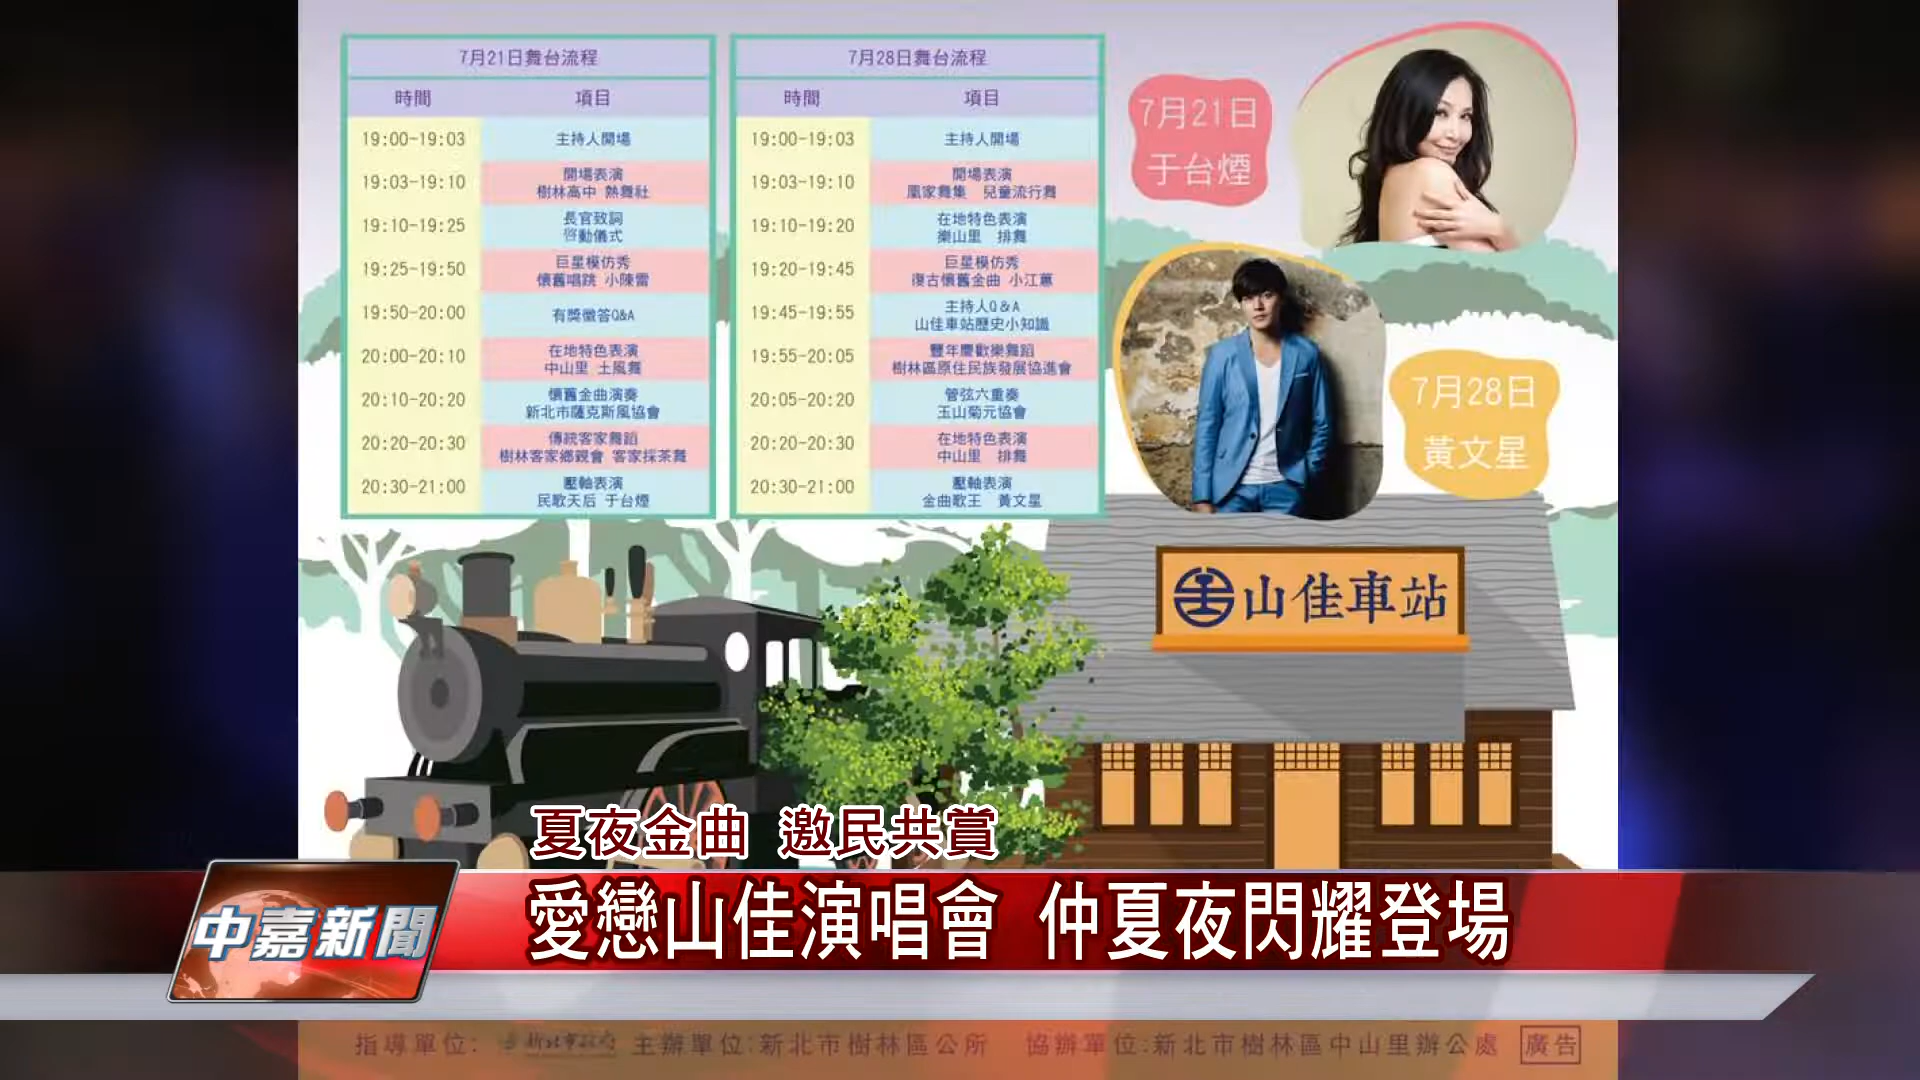 7月21日舞台流程
時間 項目
19:00-19:03 主持人開場
19:03-19:10 開場表演
樹林高中 熱舞社
19:10-19:25 長官致詞
啓動儀式
19:25-19:50 巨星模仿秀
懷舊唱跳 小陳雷
19:50-20:00 有獎徵答Q&A
20:00-20:10 在地特色表演
中山里 土風舞
20:10-20:20 懷舊金曲演奏
新北市薩克斯風協會
20:20-20:30 傳統客家舞蹈
樹林客家鄉親會 客家採茶舞
20:30-21:00 壓軸表演
民歌天后 于台煙
7月28日舞台流程
時間 項目
19:00-19:03 主持人開場
19:03-19:10 開場表演
凰家舞集 兒童流行舞
19:10-19:20 在地特色表演
樂山里 排舞
19:20-19:45 巨星模仿秀
復古懷舊金曲 小江蕙
19:45-19:55 主持人Q&A
山佳車站歷史小知識
19:55-20:05 豐年慶歡樂舞蹈
樹林區原住民族發展協進會
20:05-20:20 管弦六重奏
玉山菊元協會
20:20-20:30 在地特色表演
中山里 排舞
20:30-21:00 壓軸表演
金曲歌王 黃文星
7月21日
于台煙
7月28日
黃文星
山佳車站
夏夜金曲 邀民共賞
中嘉新聞
愛戀山佳演唱會 仲夏夜閃耀登場
指導單位: 新北市政府 主辦單位:新北市樹林區公所 協辦單位:新北市樹林區中山里辦公處 廣告